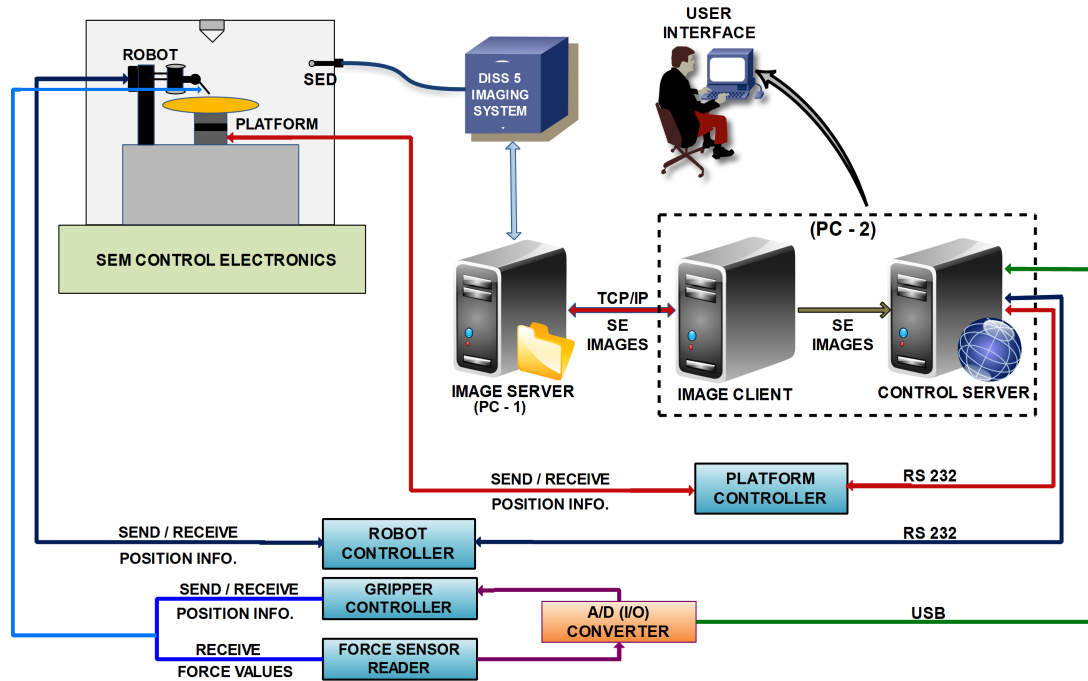 USER
INTERFACE
ROBOT
SED
DISS 5
IMAGING
SYSTEM
PLATFORM
SEM CONTROL ELECTRONICS
(PC - 2)
TCP/IP
SE
IMAGES
SE
IMAGES
IMAGE SERVER
(PC - 1)
IMAGE CLIENT
CONTROL SERVER
SEND / RECEIVE
POSITION INFO.
PLATFORM
CONTROLLER
RS 232
SEND / RECEIVE
POSITION INFO.
ROBOT
CONTROLLER
RS 232
SEND / RECEIVE
POSITION INFO.
GRIPPER
CONTROLLER
A/D (I/O)
CONVERTER
USB
RECEIVE
FORCE VALUES
FORCE SENSOR
READER